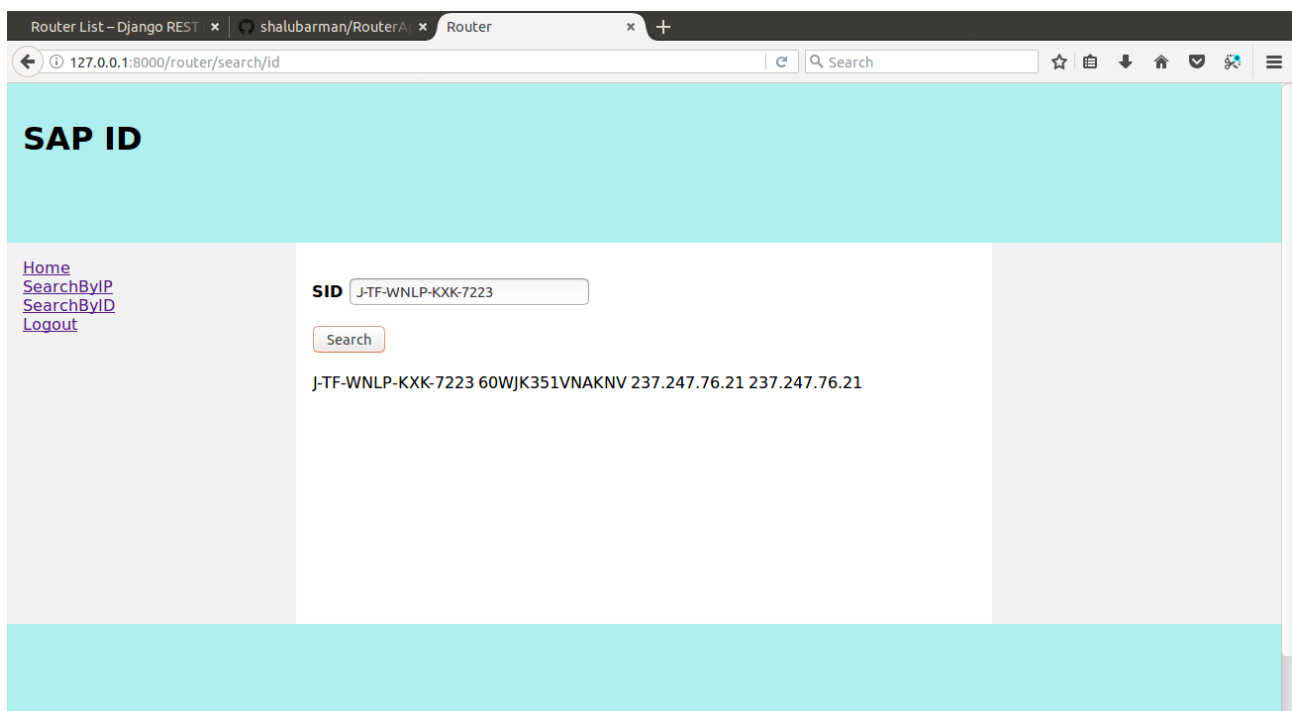 Router List – Django REST
shalubarman/RouterA
Router
127.0.0.1:8000/router/search/id
Search
SAP ID
Home
SearchByIP
SearchByID
Logout
SID J-TF-WNLP-KXK-7223
Search
J-TF-WNLP-KXK-7223 60WJK351VNAKNV 237.247.76.21 237.247.76.21